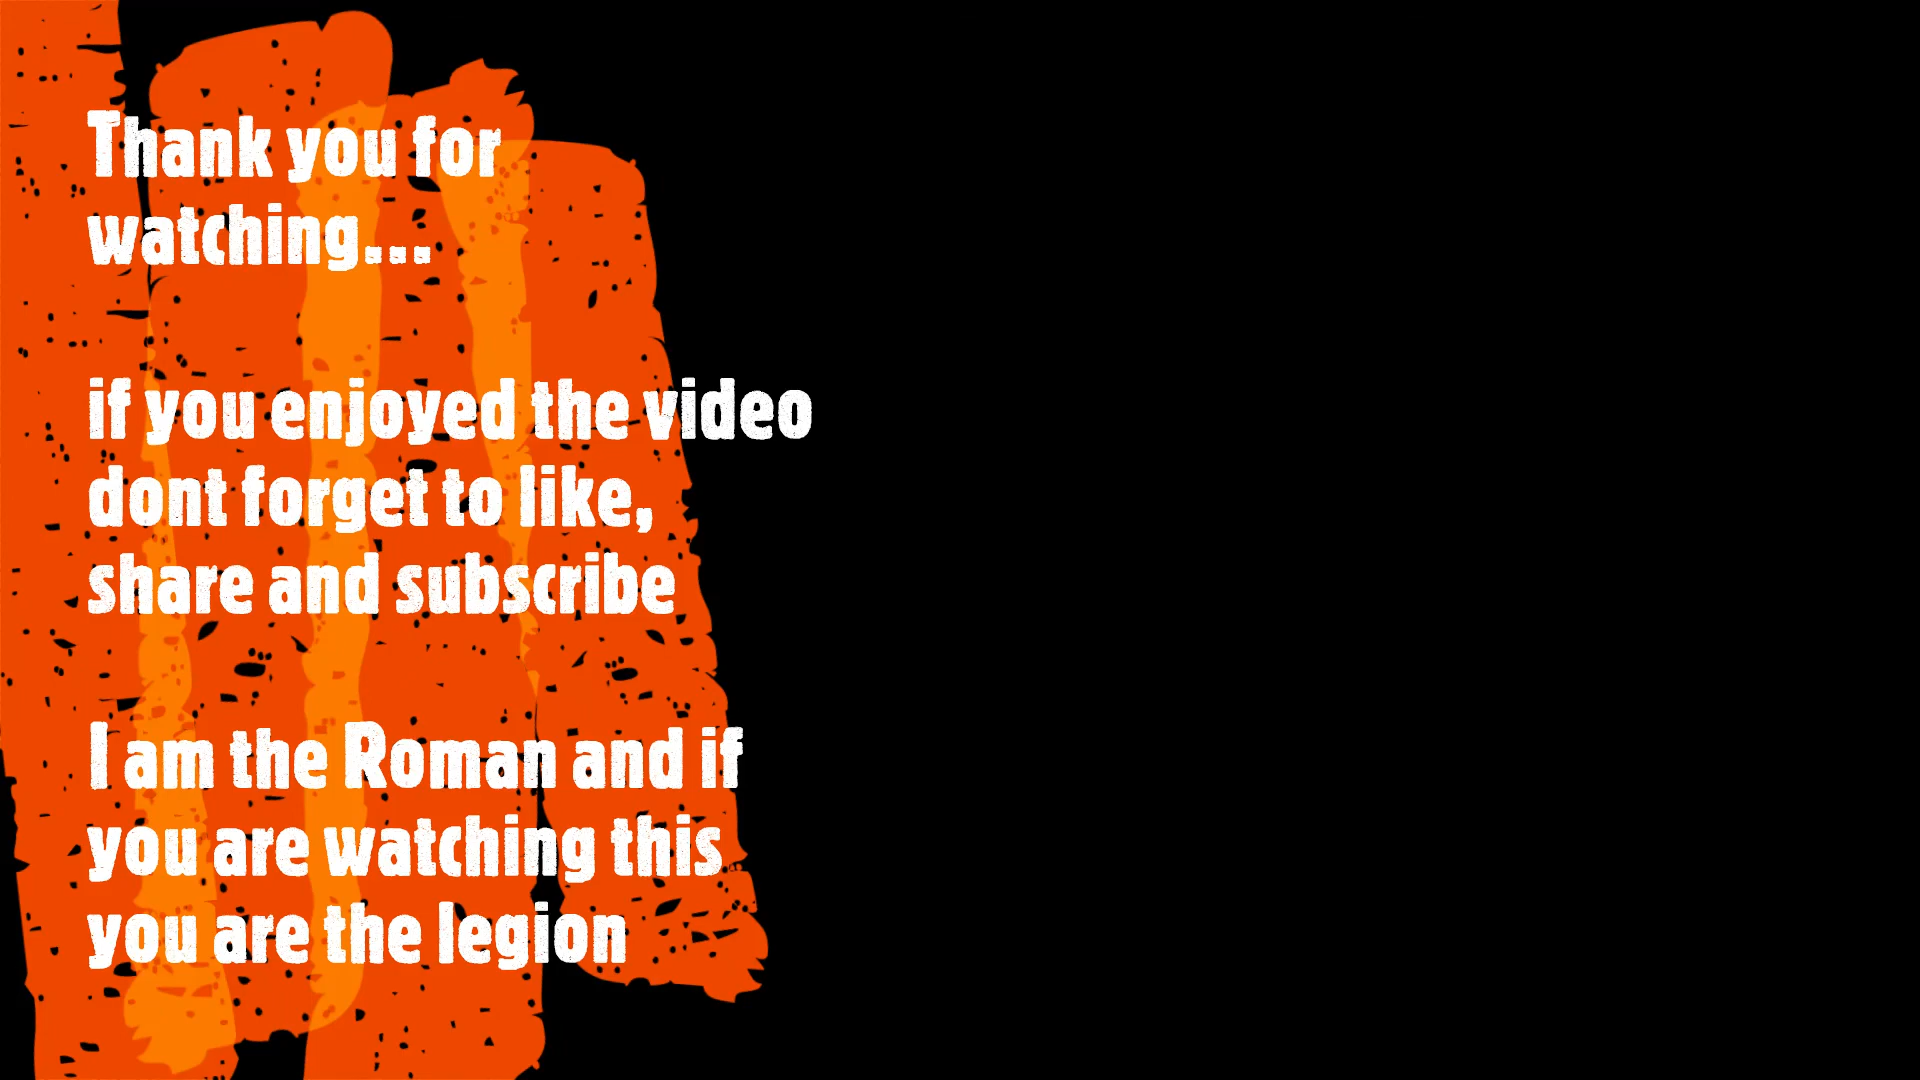 Thank you for
watching...
if you enjoyed the video
dont forget to like,
share and subscribe
I am the Roman and if
you are watching this
you are the legion